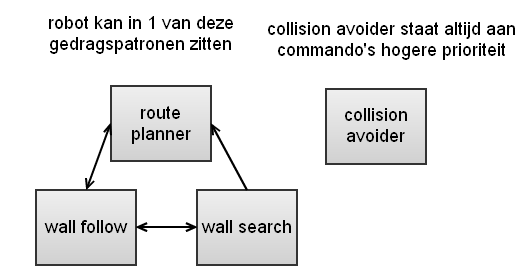 robot kan in 1 van deze
gedragspatronen zitten
collision avoider staat altijd aan
commando's hogere prioriteit
route
planner
collision
avoider
wall follow
wall search